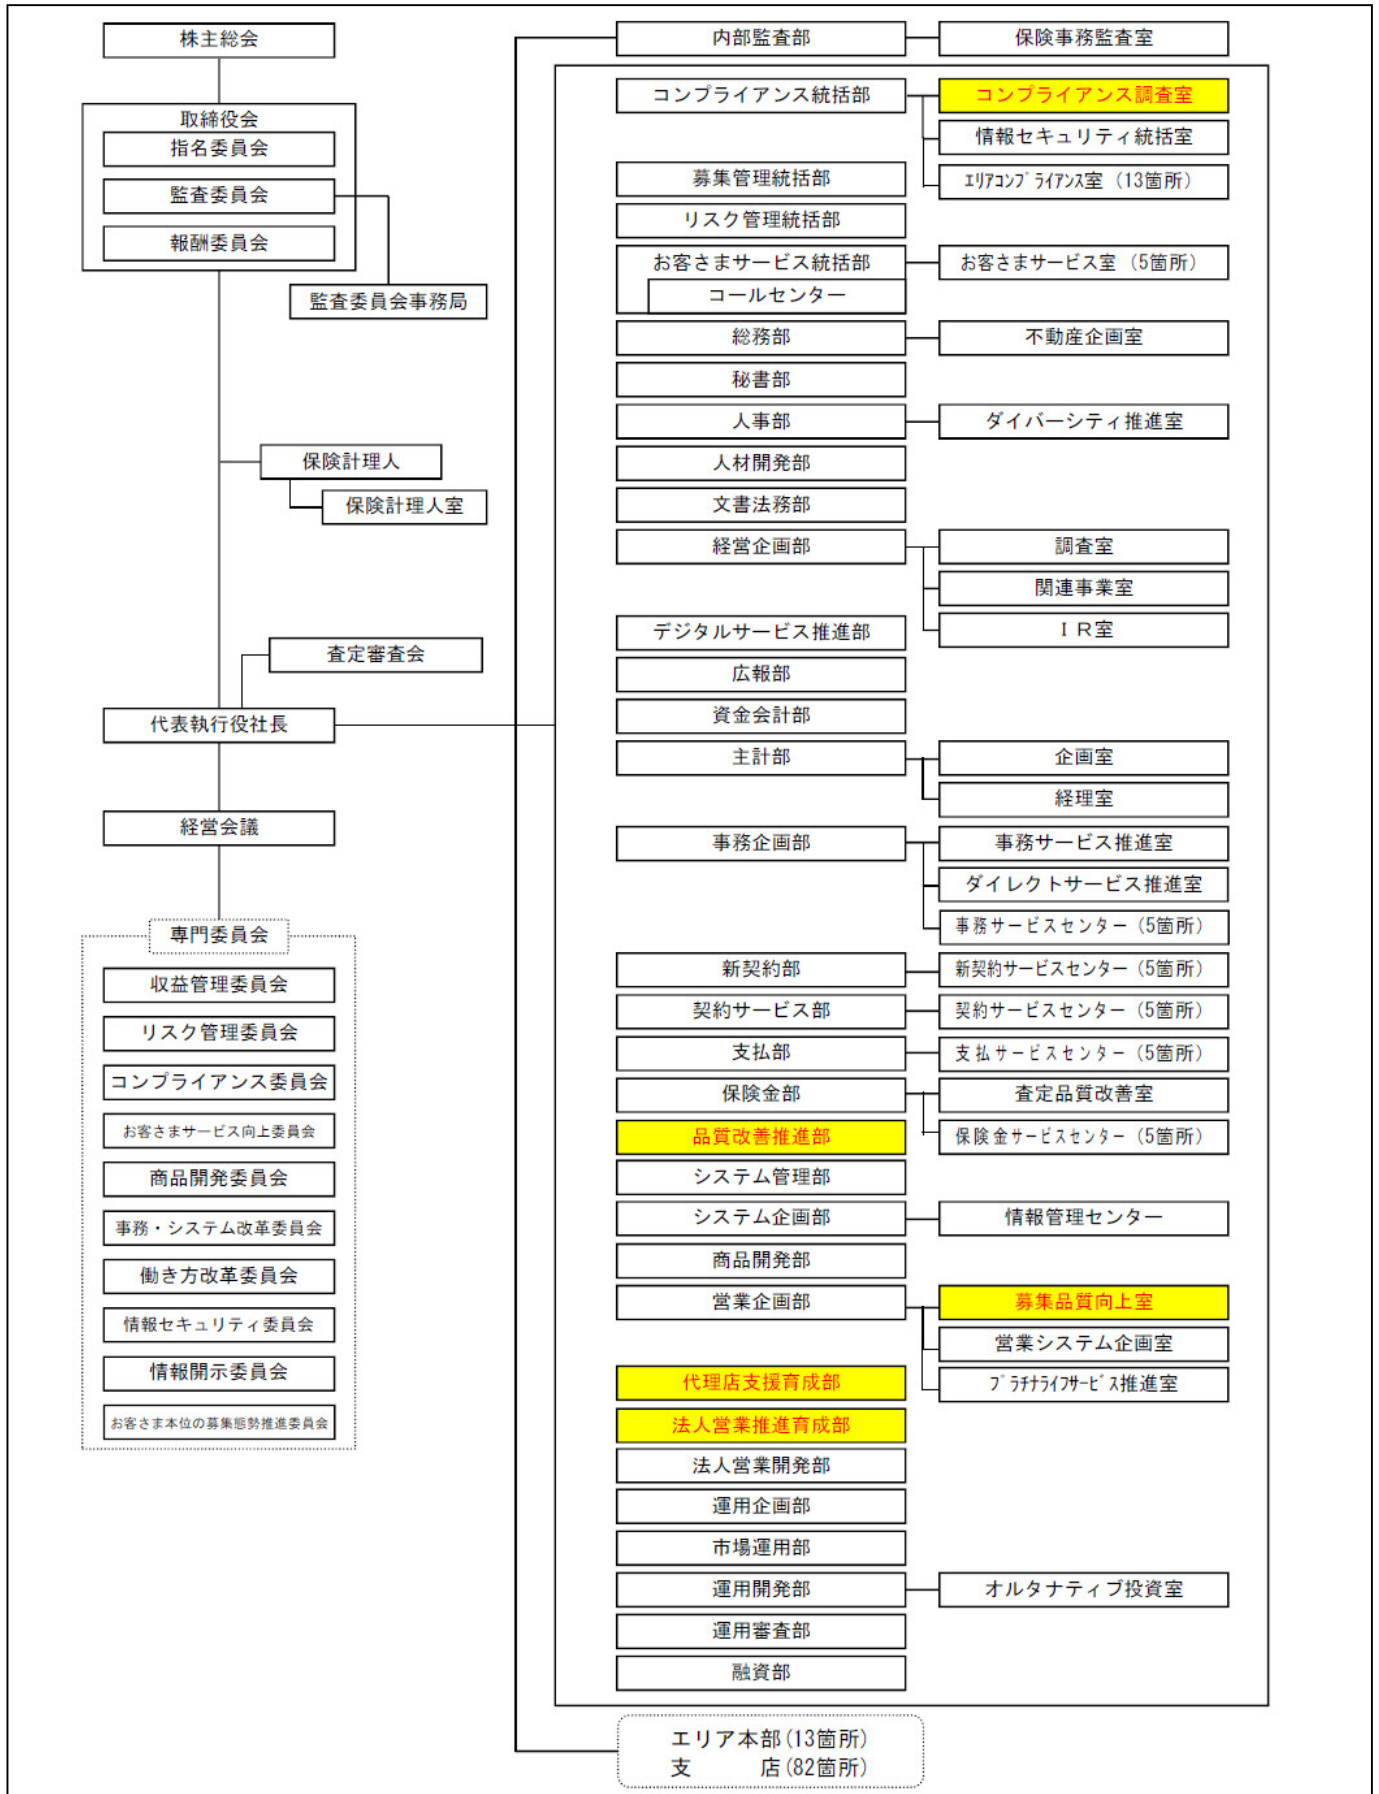 株主総会
取締役会
指名委員会
監査委員会
報酬委員会
監査委員会事務局
保険計理人
保険計理人室
査定審査会
代表執行役社長
経営会議
専門委員会
収益管理委員会
リスク管理委員会
コンプライアンス委員会
お客さまサービス向上委員会
商品開発委員会
事務・システム改革委員会
働き方改革委員会
情報セキュリティ委員会
情報開示委員会
お客さま本位の募集態勢推進委員会
内部監査部
保険事務監査室
コンプライアンス統括部
コンプライアンス調査室
情報セキュリティ統括室
エリアコンプライアンス室（13箇所）
募集管理統括部
リスク管理統括部
お客さまサービス統括部
お客さまサービス室（5箇所）
コールセンター
総務部
不動産企画室
秘書部
人事部
ダイバーシティ推進室
人材開発部
文書法務部
経営企画部
調査室
関連事業室
ＩＲ室
デジタルサービス推進部
広報部
資金会計部
主計部
企画室
経理室
事務企画部
事務サービス推進室
ダイレクトサービス推進室
事務サービスセンター（5箇所）
新契約部
新契約サービスセンター（5箇所）
契約サービス部
契約サービスセンター（5箇所）
支払部
支払サービスセンター（5箇所）
保険金部
査定品質改善室
保険金サービスセンター（5箇所）
品質改善推進部
システム管理部
システム企画部
情報管理センター
商品開発部
営業企画部
募集品質向上室
営業システム企画室
プラチナライフサービス推進室
代理店支援育成部
法人営業推進育成部
法人営業開発部
運用企画部
市場運用部
運用開発部
オルタナティブ投資室
運用審査部
融資部
エリア本部(13箇所)
支　　　店(82箇所)